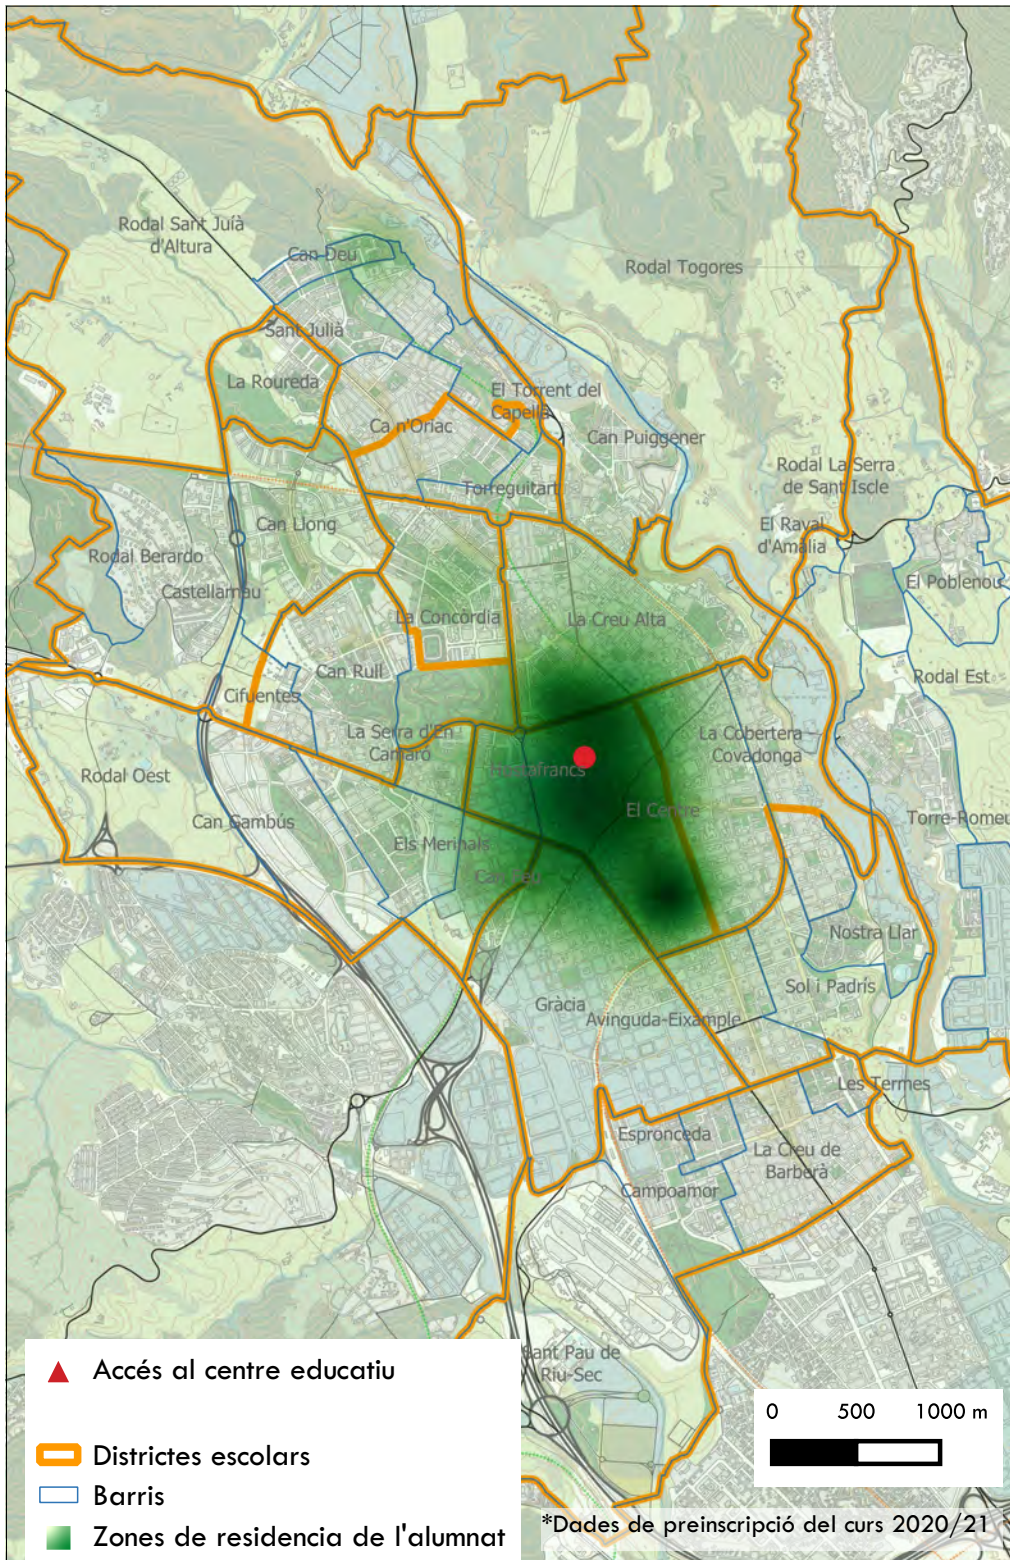 Rodal Sant Juíà
d'Altura
Can Deu
Rodal Togores
Sant Julià
La Roureda
El Torrent del
Capellà
Ca n'Oriac
Can Puiggener
Rodal La Serra
de Sant Iscle
Torreguitart
Can Llong
El Raval
d'Amàlia
Rodal Berardo
El Poblenou
Castellarnau
La Concòrdia
La Creu Alta
Can Rull
Rodal Est
Cifuentes
La Serra d'En
Camaró
La Cobertera
Covadonga
Rodal Oest
Hostafrancs
El Centre
Can Gambús
Torre-Romeu
Els Merinals
Can Feu
Nostra Llar
Sol i Padrís
Gràcia
Avinguda-Eixample
Les Termes
Espronceda
La Creu de
Barberà
Campoamor
Sant Pau de
Riu-Sec
Accés al centre educatiu
Districtes escolars
Barris
Zones de residencia de l'alumnat
0 500 1000 m
*Dades de preinscripció del curs 2020/21